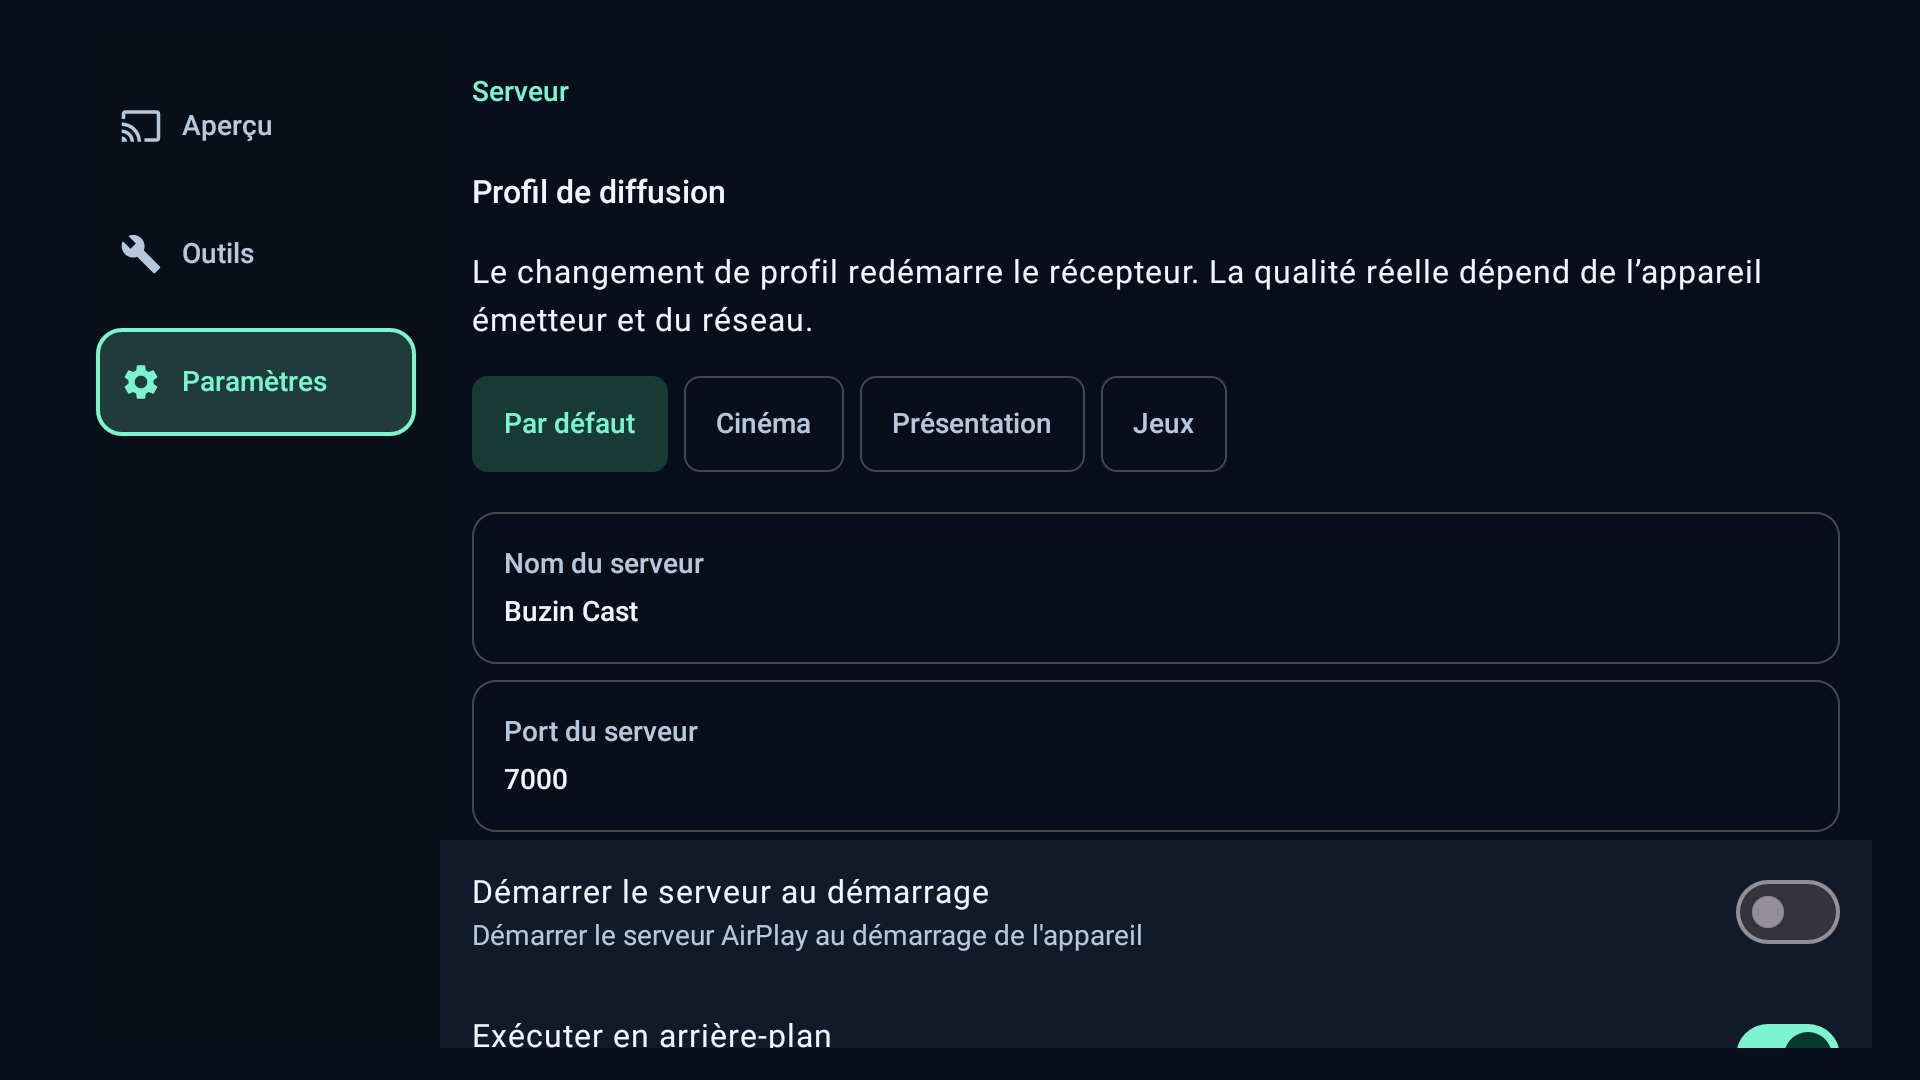 Aperçu
Outils
Paramètres
Serveur
Profil de diffusion
Le changement de profil redémarre le récepteur. La qualité réelle dépend de l’appareil
émetteur et du réseau.
Par défaut
Cinéma
Présentation
Jeux
Nom du serveur
Buzin Cast
Port du serveur
7000
Démarrer le serveur au démarrage
Démarrer le serveur AirPlay au démarrage de l'appareil
Exécuter en arrière-plan